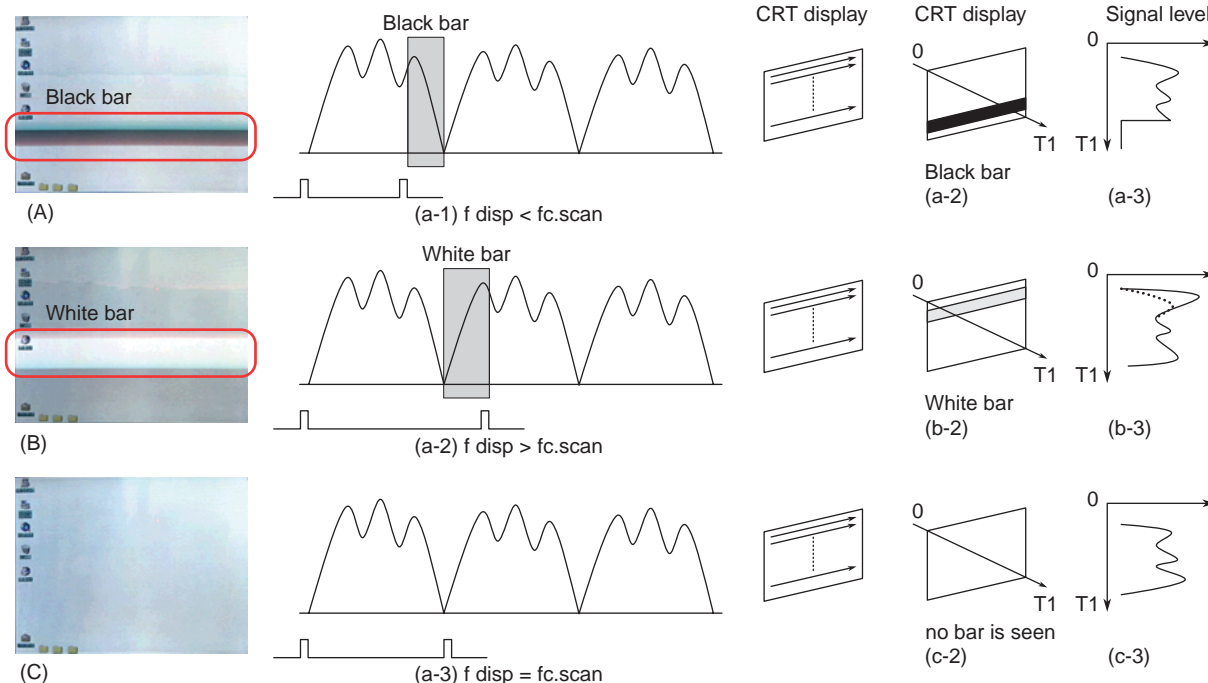 CRT display
CRT display
Signal level
Black bar
Black bar
0
T1
0
T1
Black bar
(a-2)
(a-3)
(A)
(a-1) f disp < fc.scan
White bar
White bar
0
T1
0
T1
White bar
(b-2)
(b-3)
(B)
(a-2) f disp > fc.scan
0
T1
0
T1
no bar is seen
(c-2)
(c-3)
(C)
(a-3) f disp = fc.scan